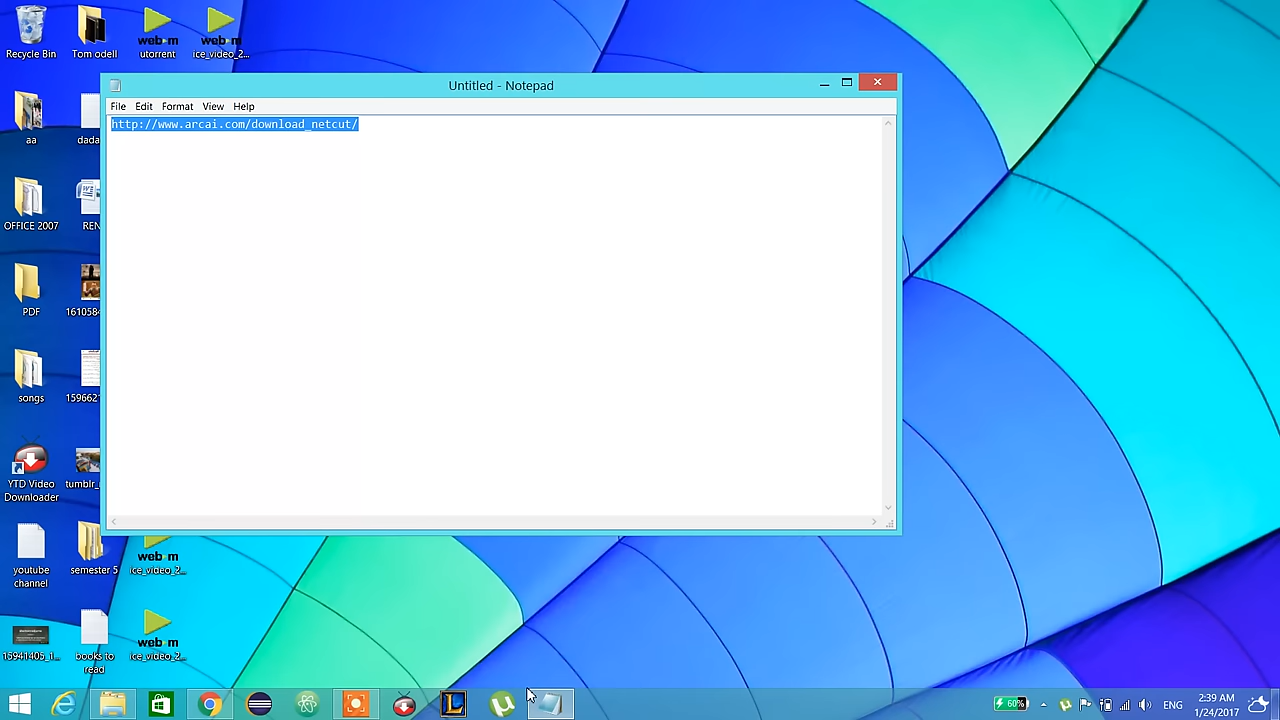 Recycle Bin
Tom odell
web-m
utorrent
web-m
ice_video_2...
Untitled - Notepad
File Edit Format View Help
http://www.arcai.com/download_netcut/
aa
dada
OFFICE 2007
REN
PDF
161058
songs
159662
YTD Video
Downloader
tumblr_
youtube
channel
semester 5
web-m
ice_video_2...
15941405_1...
books to
read
web-m
ice_video_2...
60%
ENG
2:39 AM
1/24/2017